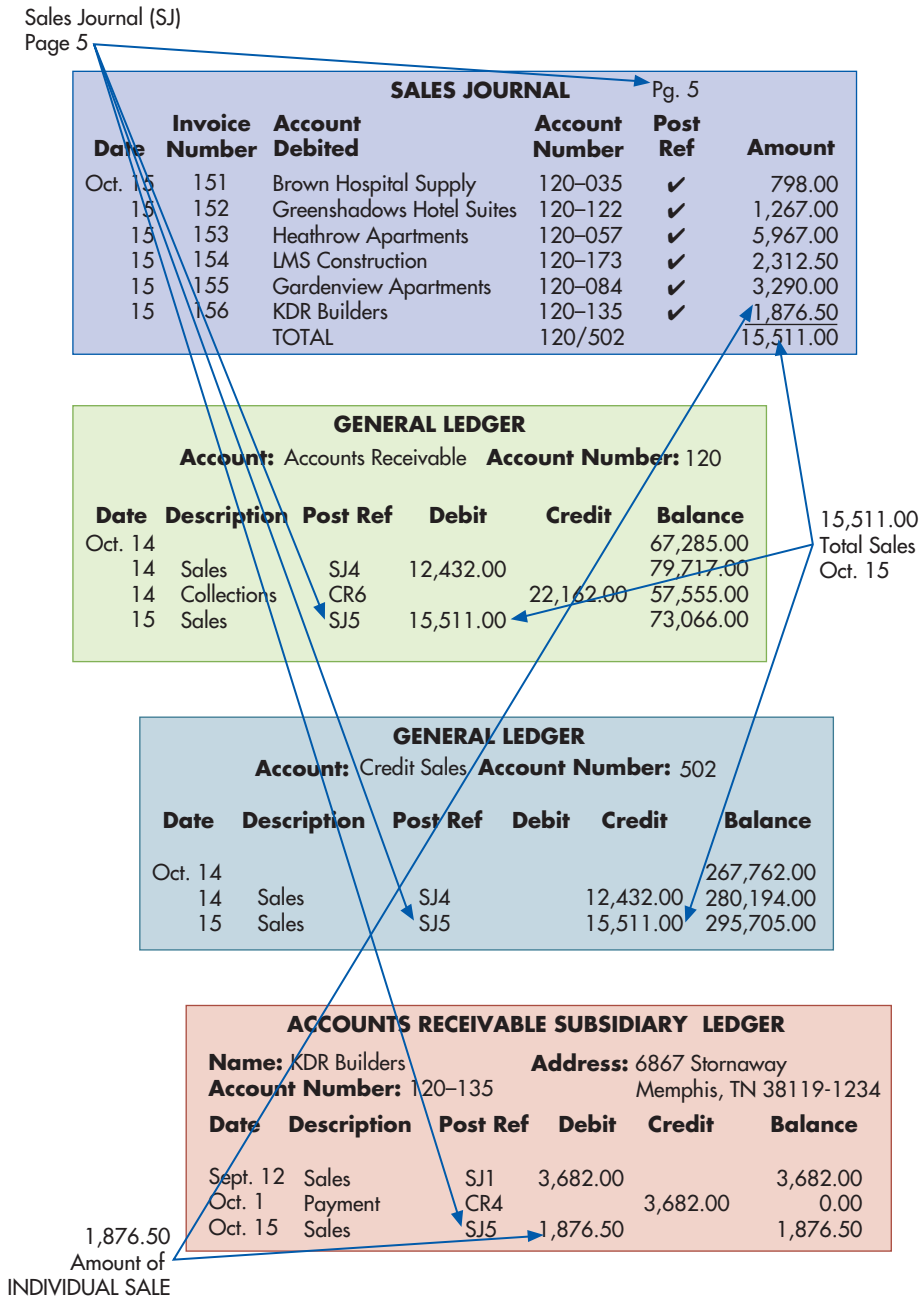 Sales Journal (SJ)
Page 5
SALES JOURNAL Pg. 5
Invoice Account Account Post
Date Number Debited Number Ref Amount
Oct. 15 151 Brown Hospital Supply 120–035 ✔ 798.00
15 152 Greenshadows Hotel Suites 120–122 ✔ 1,267.00
15 153 Heathrow Apartments 120–057 ✔ 5,967.00
15 154 LMS Construction 120–173 ✔ 2,312.50
15 155 Gardenview Apartments 120–084 ✔ 3,290.00
15 156 KDR Builders 120–135 ✔ 1,876.50
TOTAL 120/502 15,511.00
GENERAL LEDGER
Account: Accounts Receivable Account Number: 120
Date Description Post Ref Debit Credit Balance
Oct. 14 67,285.00
14 Sales SJ4 12,432.00 79,717.00
14 Collections CR6 22,162.00 57,555.00
15 Sales SJ5 15,511.00 73,066.00
15,511.00
Total Sales
Oct. 15
GENERAL LEDGER
Account: Credit Sales Account Number: 502
Date Description Post Ref Debit Credit Balance
Oct. 14 267,762.00
14 Sales SJ4 12,432.00 280,194.00
15 Sales SJ5 15,511.00 295,705.00
ACCOUNTS RECEIVABLE SUBSIDIARY LEDGER
Name: KDR Builders Address: 6867 Stornaway
Account Number: 120–135 Memphis, TN 38119-1234
Date Description Post Ref Debit Credit Balance
Sept. 12 Sales SJ1 3,682.00 3,682.00
Oct. 1 Payment CR4 3,682.00 0.00
Oct. 15 Sales SJ5 1,876.50 1,876.50
1,876.50
Amount of
INDIVIDUAL SALE